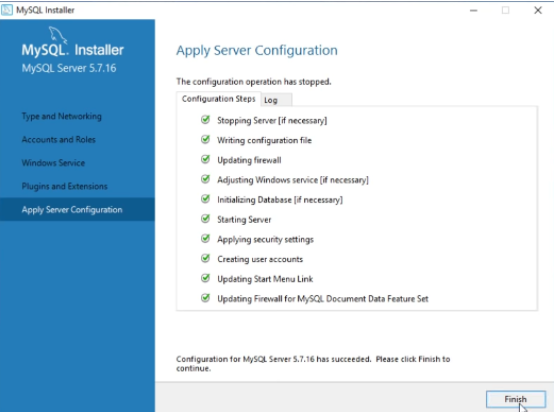 MySQL Installer
MySQL. Installer
MySQL Server 5.7.16
Type and Networking
Accounts and Roles
Windows Service
Plugins and Extensions
Apply Server Configuration
Apply Server Configuration
The configuration operation has stopped.
Configuration Steps Log
Stopping Server [if necessary]
Writing configuration file
Updating firewall
Adjusting Windows service [if necessary]
Initializing Database [if necessary]
Starting Server
Applying security settings
Creating user accounts
Updating Start Menu Link
Updating Firewall for MySQL Document Data Feature Set
Configuration for MySQL Server 5.7.16 has succeeded. Please click Finish to
continue.
Finish